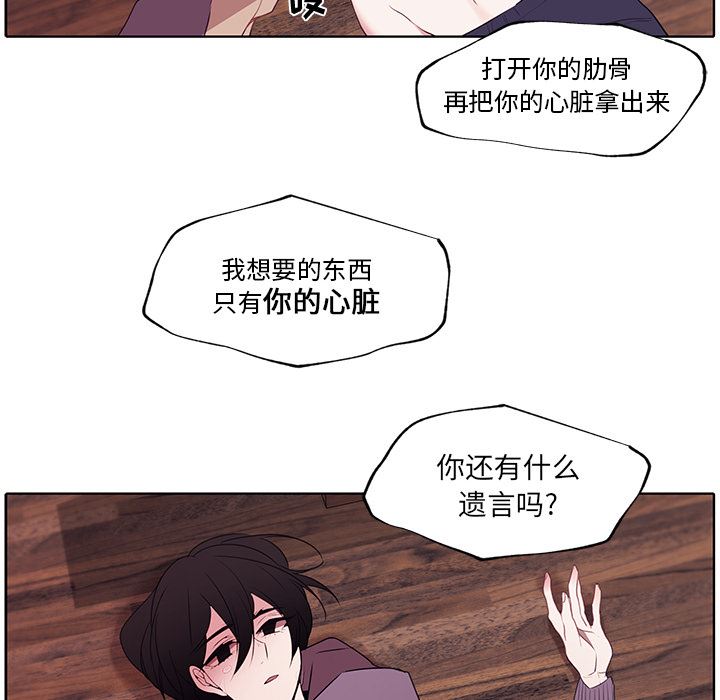 打开你的肋骨
再把你的心脏拿出来
我想要的东西
只有你的心脏
你还有什么
遗言吗?